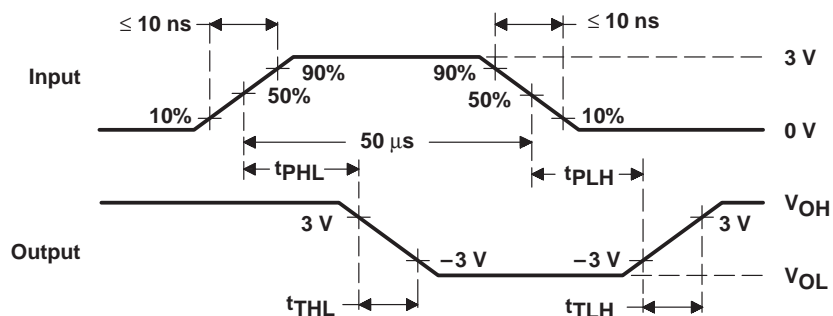 ≤ 10 ns
≤ 10 ns
3 V
Input
90%
90%
50%
50%
10%
10%
0 V
50 μs
tPHL
tPLH
VOH
3 V
3 V
Output
−3 V
−3 V
VOL
tTHL
tTLH